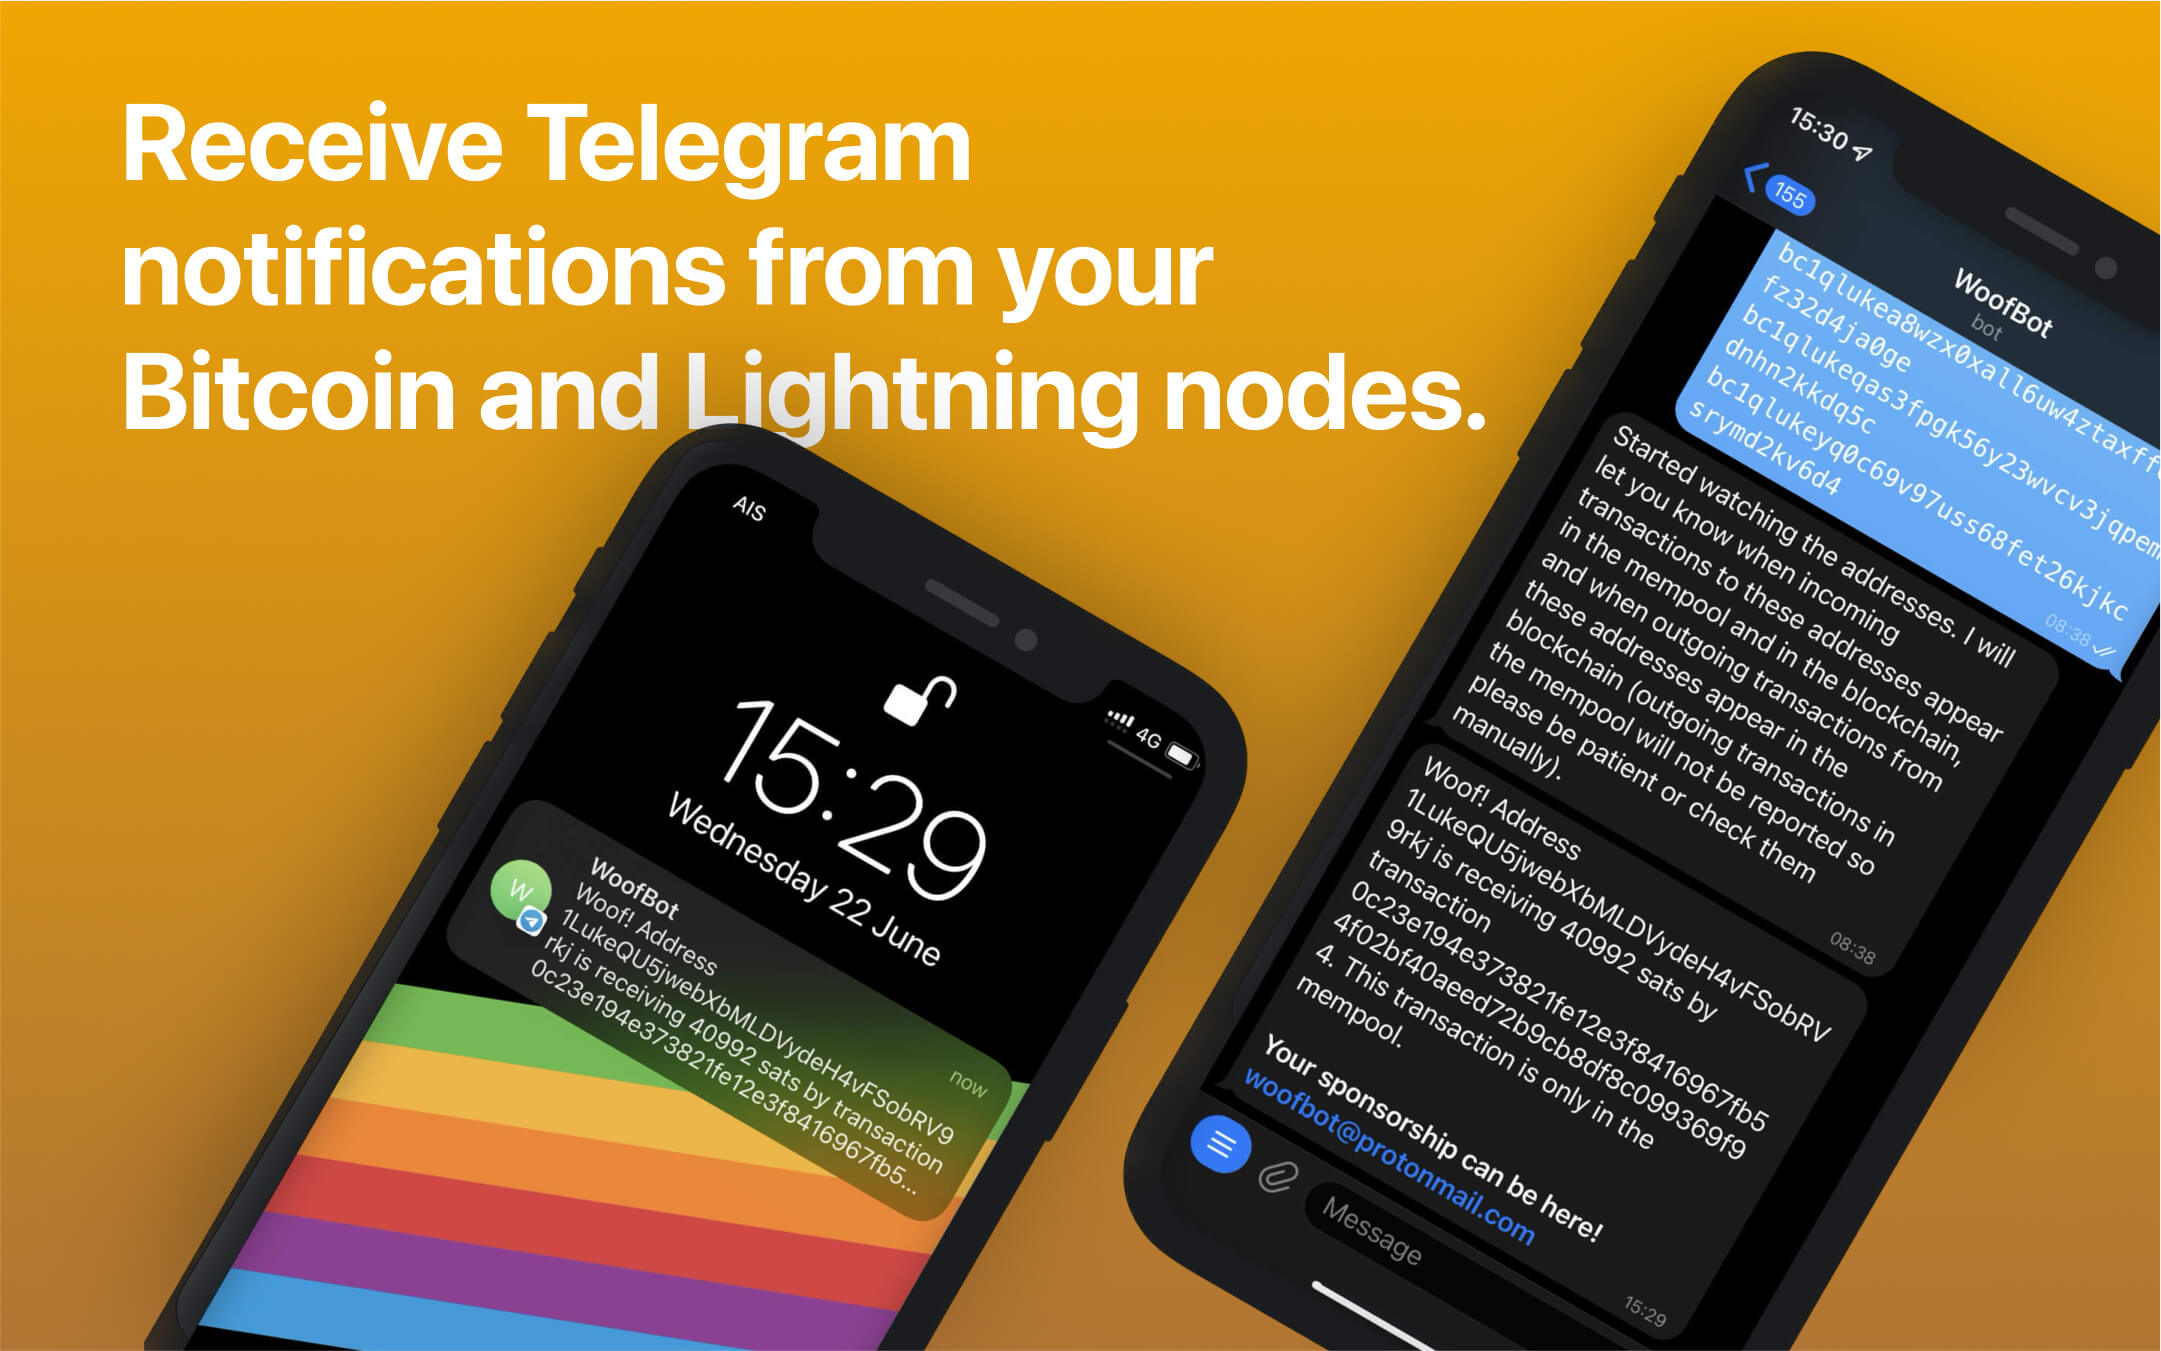 Receive Telegram
notifications from your
Bitcoin and Lightning nodes.
AIS
4G
15:29
Wednesday 22 June
W
WoofBot
now
Woof! Address
1LukeQU5jwebXbMLDVydeH4vFSobRV9
rkj is receiving 40992 sats by transaction
0c23e194e373821fe12e3f8416967fb5...
15:30
155
WoofBot
bot
bc1qlukea8wzx0xall6uw4ztaxff
fz32d4ja0ge
bc1qlukeqas3fpgk56y23wvcv3jqpem
dnhn2kkdq5c
bc1qlukeyq0c69v97uss68fet26kjkc
srymd2kv6d4
08:38
Started watching the addresses. I will
let you know when incoming
transactions to these addresses appear
in the mempool and in the blockchain,
and when outgoing transactions from
these addresses appear in the
blockchain (outgoing transactions in
the mempool will not be reported so
please be patient or check them
manually).
08:38
Woof! Address
1LukeQU5jwebXbMLDVydeH4vFSobRV
9rkj is receiving 40992 sats by
transaction
0c23e194e373821fe12e3f8416967fb5
4f02bf40aeed72b9cb8df8c099369f9
4. This transaction is only in the
mempool.
Your sponsorship can be here!
woofbot@protonmail.com
15:29
Message